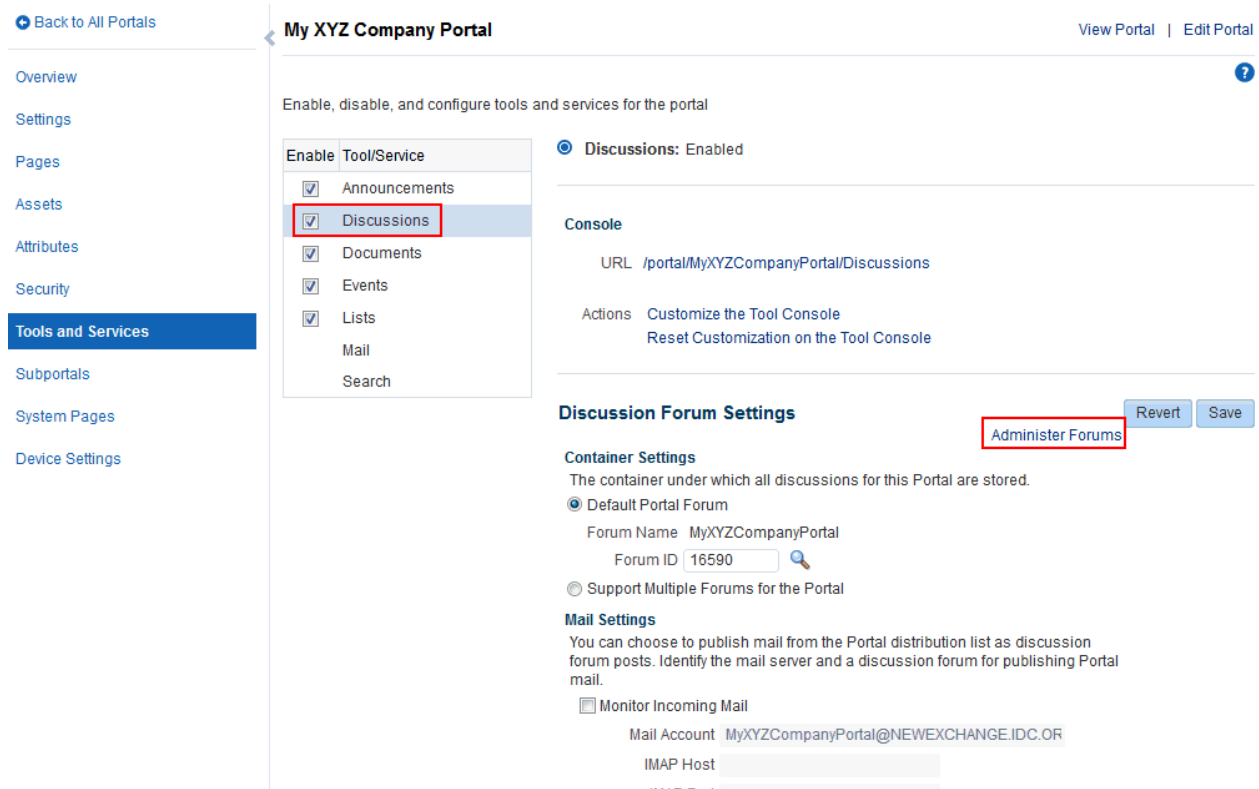 Back to All Portals
My XYZ Company Portal
View Portal | Edit Portal
Overview
Settings
Pages
Assets
Attributes
Security
Tools and Services
Subportals
System Pages
Device Settings
Enable, disable, and configure tools and services for the portal
Enable Tool/Service
Announcements
Discussions
Documents
Events
Lists
Mail
Search
Discussions: Enabled
Console
URL /portal/MyXYZCompanyPortal/Discussions
Actions Customize the Tool Console
Reset Customization on the Tool Console
Discussion Forum Settings
Revert Save
Administer Forums
Container Settings
The container under which all discussions for this Portal are stored.
Default Portal Forum
Forum Name MyXYZCompanyPortal
Forum ID 16590
Support Multiple Forums for the Portal
Mail Settings
You can choose to publish mail from the Portal distribution list as discussion
forum posts. Identify the mail server and a discussion forum for publishing Portal
mail.
Monitor Incoming Mail
Mail Account MyXYZCompanyPortal@NEWEXCHANGE.IDC.OR
IMAP Host